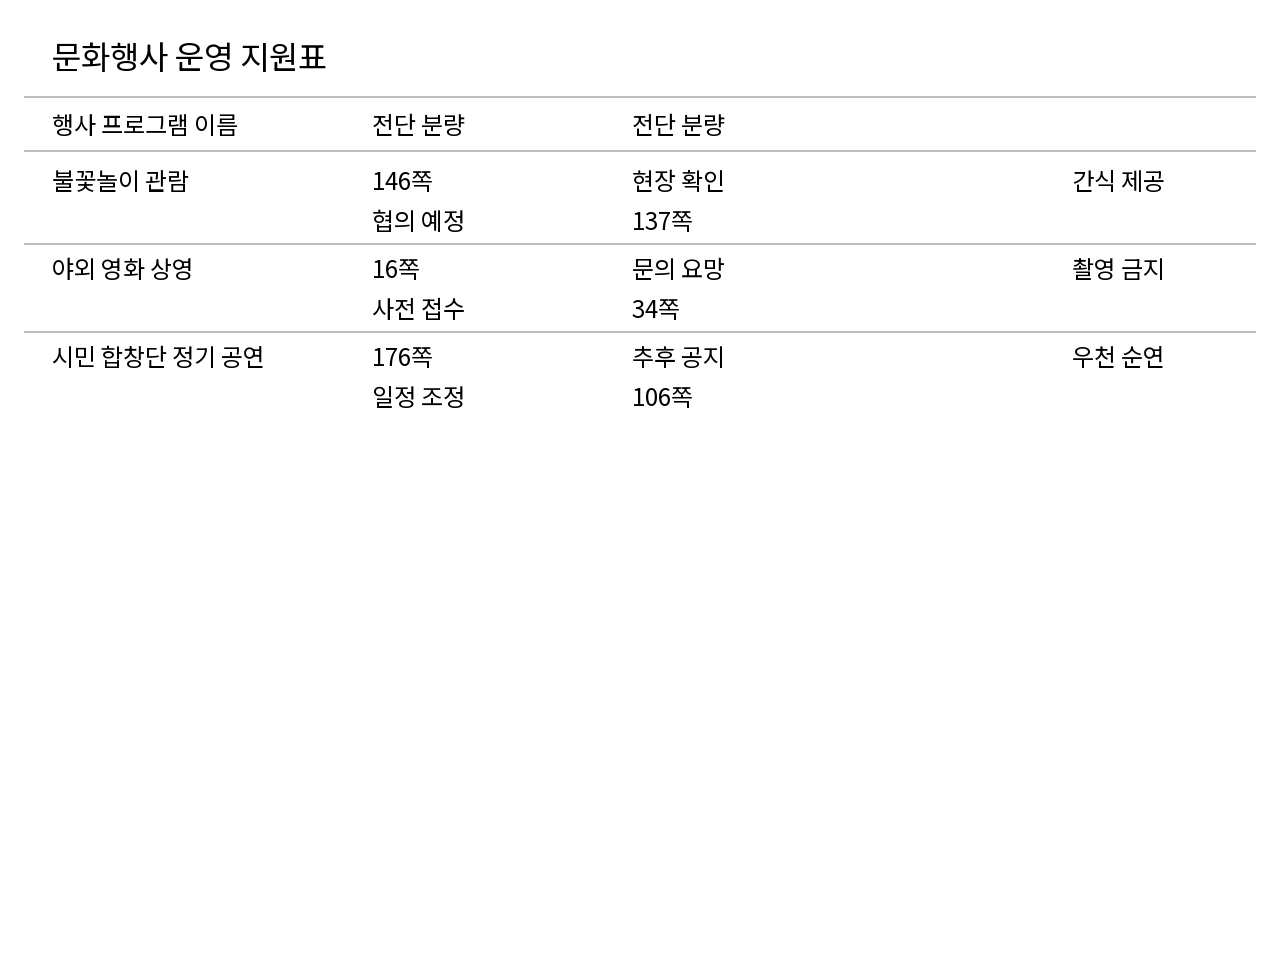 문화행사 운영 지원표
행사 프로그램 이름 전단 분량 전단 분량
불꽃놀이 관람 146쪽 현장 확인 간식 제공
협의 예정 137쪽
야외 영화 상영 16쪽 문의 요망 촬영 금지
사전 접수 34쪽
시민 합창단 정기 공연 176쪽 추후 공지 우천 순연
일정 조정 106쪽